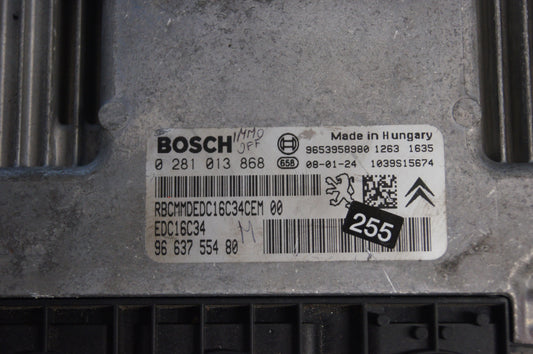 BOSCH
IMMO
OFF
Made in Hungary
9653958980 1263 1635
0 281 013 868
658
08-01-24
1039S15674
RBCMMDEDC16C34CEM 00
EDC16C34
96 637 554 80
255